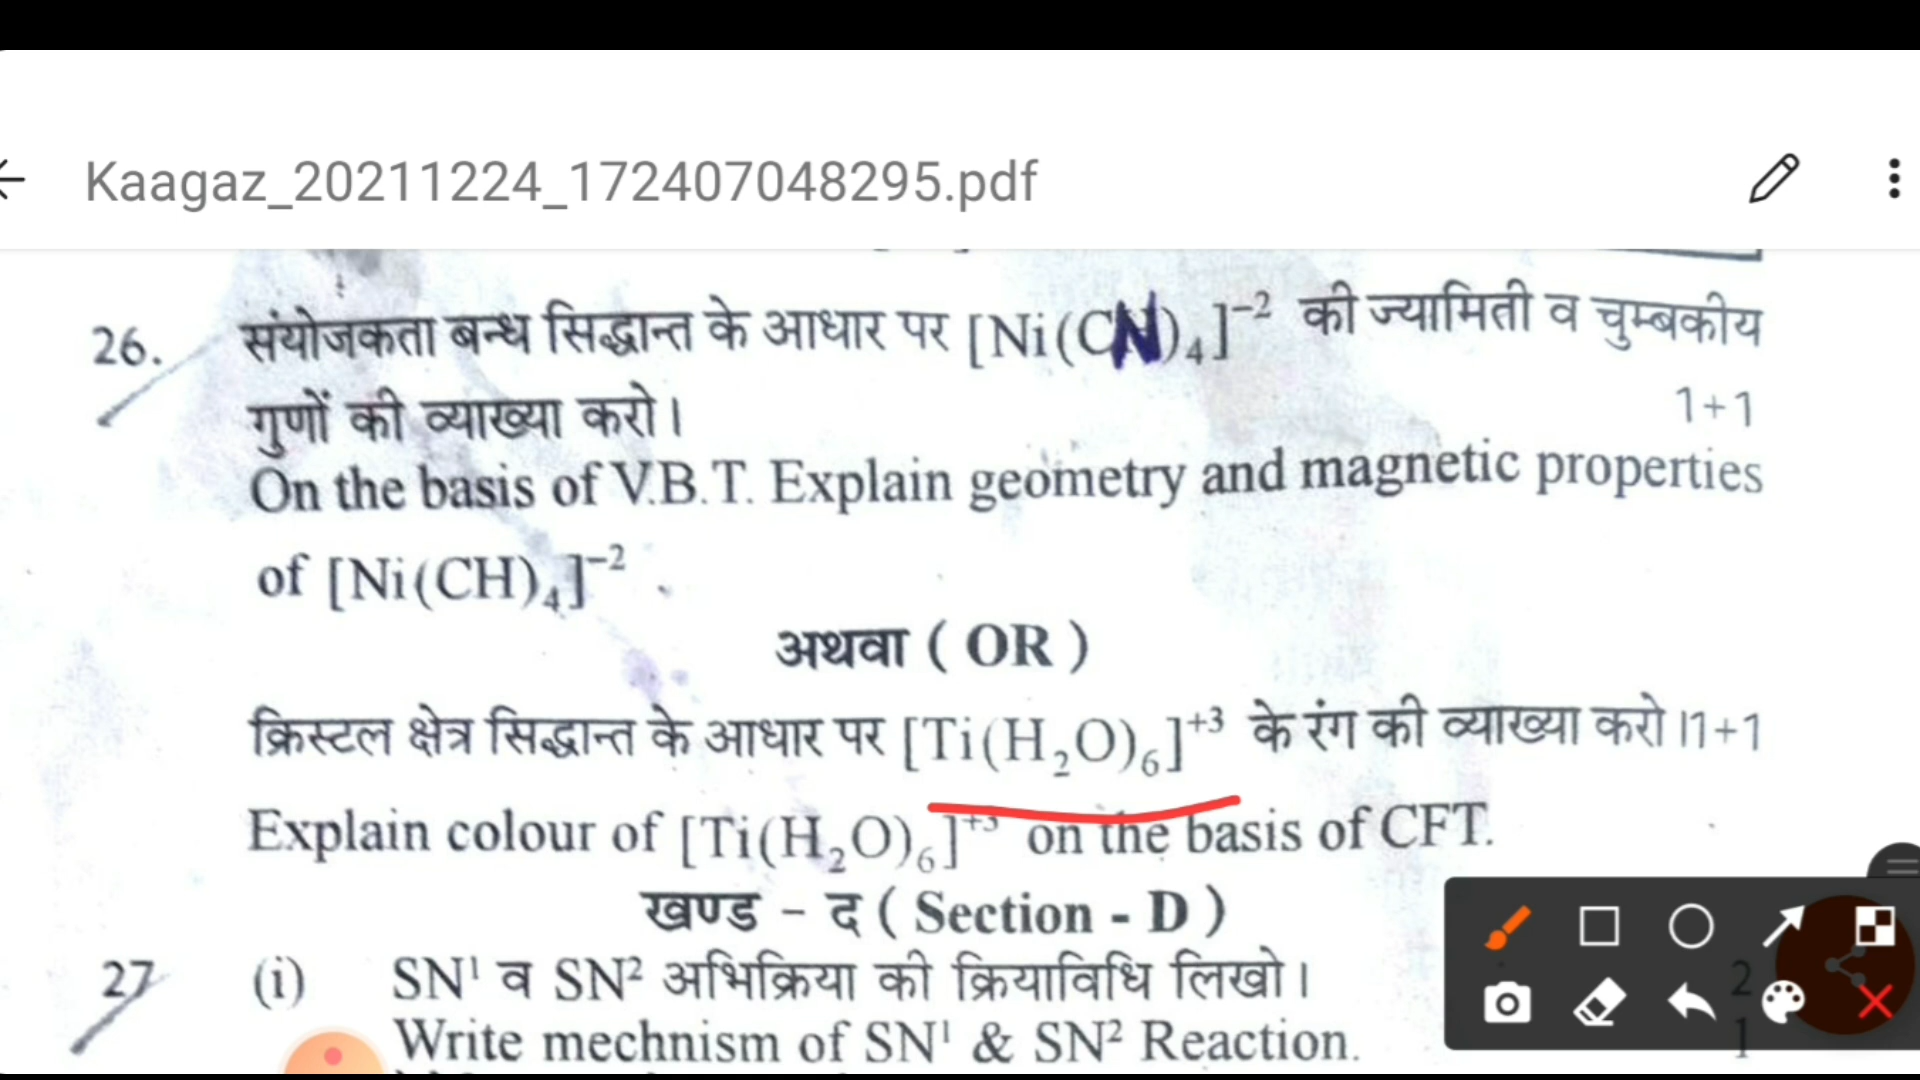 Kaagaz_20211224_172407048295.pdf
26. संयोजकता बन्ध सिद्धान्त के आधार पर [Ni(CN)₄]⁻² की ज्यामिती व चुम्बकीय
गुणों की व्याख्या करो। 1+1
On the basis of V.B.T. Explain geometry and magnetic properties
of [Ni(CH)₄]⁻² .
अथवा ( OR )
क्रिस्टल क्षेत्र सिद्धान्त के आधार पर [Ti(H₂O)₆]⁺³ के रंग की व्याख्या करो।1+1
Explain colour of [Ti(H₂O)₆]⁺³ on the basis of CFT.
खण्ड - द ( Section - D )
27 (i) SN¹ व SN² अभिक्रिया की क्रियाविधि लिखो। 2
Write mechnism of SN¹ & SN² Reaction. 1